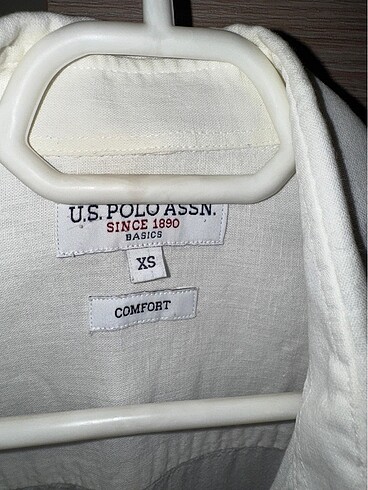 U.S. POLO ASSN.
SINCE 1890
BASICS
XS
COMFORT